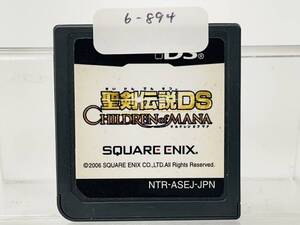 6-894
DS
聖剣伝説DS
CHILDREN of MANA
SQUARE ENIX.
©2006 SQUARE ENIX CO.,LTD.All Rights Reserved.
NTR-ASEJ-JPN